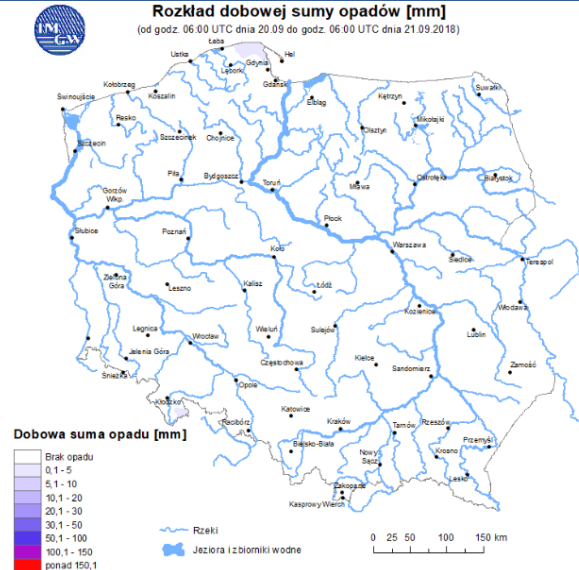 IMGW
Rozkład dobowej sumy opadów [mm]
(od godz. 06:00 UTC dnia 20.09 do godz. 06:00 UTC dnia 21.09.2018)
Łeba
Ustka
Lębork
Gdynia
Hel
Gdańsk
Kołobrzeg
Koszalin
Elbląg
Kętrzyn
Suwałki
Świnoujście
Resko
Szczecinek
Chojnice
Olsztyn
Mikołajki
Szczecin
Piła
Bydgoszcz
Toruń
Mława
Ostrołęka
Białystok
Gorzów
Wlkp.
Płock
Słubice
Poznań
Koło
Warszawa
Siedlce
Terespol
Zielona
Góra
Leszno
Kalisz
Łódź
Kozienice
Włodawa
Legnica
Wrocław
Wieluń
Sulejów
Lublin
Jelenia Góra
Śnieżka
Częstochowa
Kielce
Sandomierz
Zamość
Kłodzko
Opole
Katowice
Racibórz
Kraków
Tarnów
Rzeszów
Przemyśl
Bielsko-Biała
Nowy
Sącz
Krosno
Lesko
Zakopane
Kasprowy Wierch
Dobowa suma opadu [mm]
Brak opadu
0,1 - 5
5,1 - 10
10,1 - 20
20,1 - 30
30,1 - 50
50,1 - 100
100,1 - 150
ponad 150,1
Rzeki
Jeziora i zbiorniki wodne
0 25 50 100 150 km